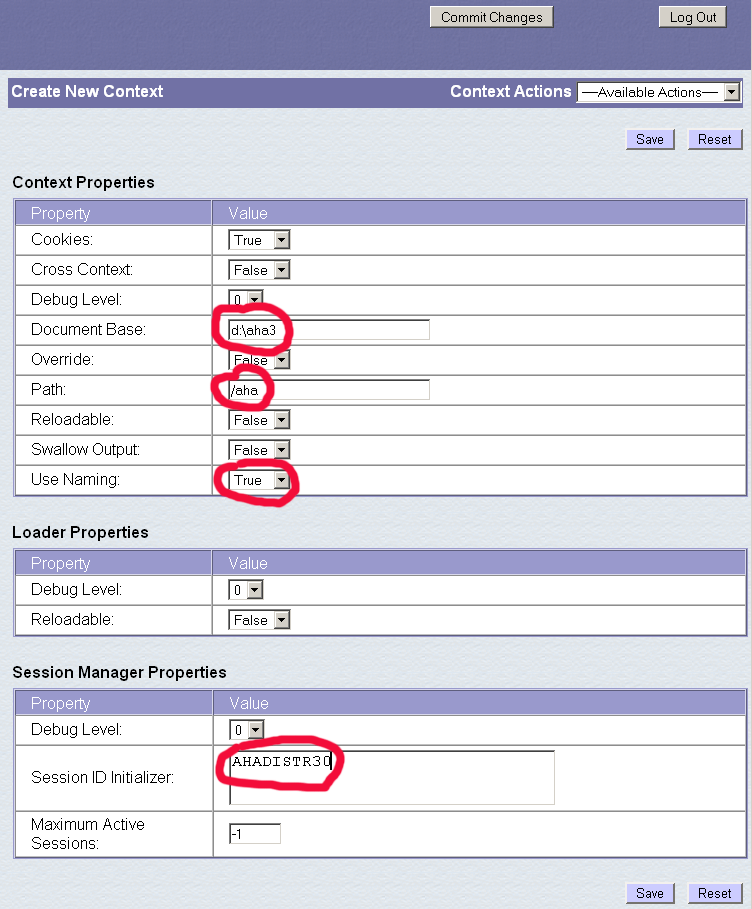 Commit Changes Log Out
Create New Context Context Actions ----Available Actions----
Save Reset
Context Properties
Property Value
Cookies: True
Cross Context: False
Debug Level: 0
Document Base: d:\aha3
Override: False
Path: /aha
Reloadable: False
Swallow Output: False
Use Naming: True
Loader Properties
Property Value
Debug Level: 0
Reloadable: False
Session Manager Properties
Property Value
Debug Level: 0
Session ID Initializer: AHADISTR30
Maximum Active
Sessions: -1
Save Reset